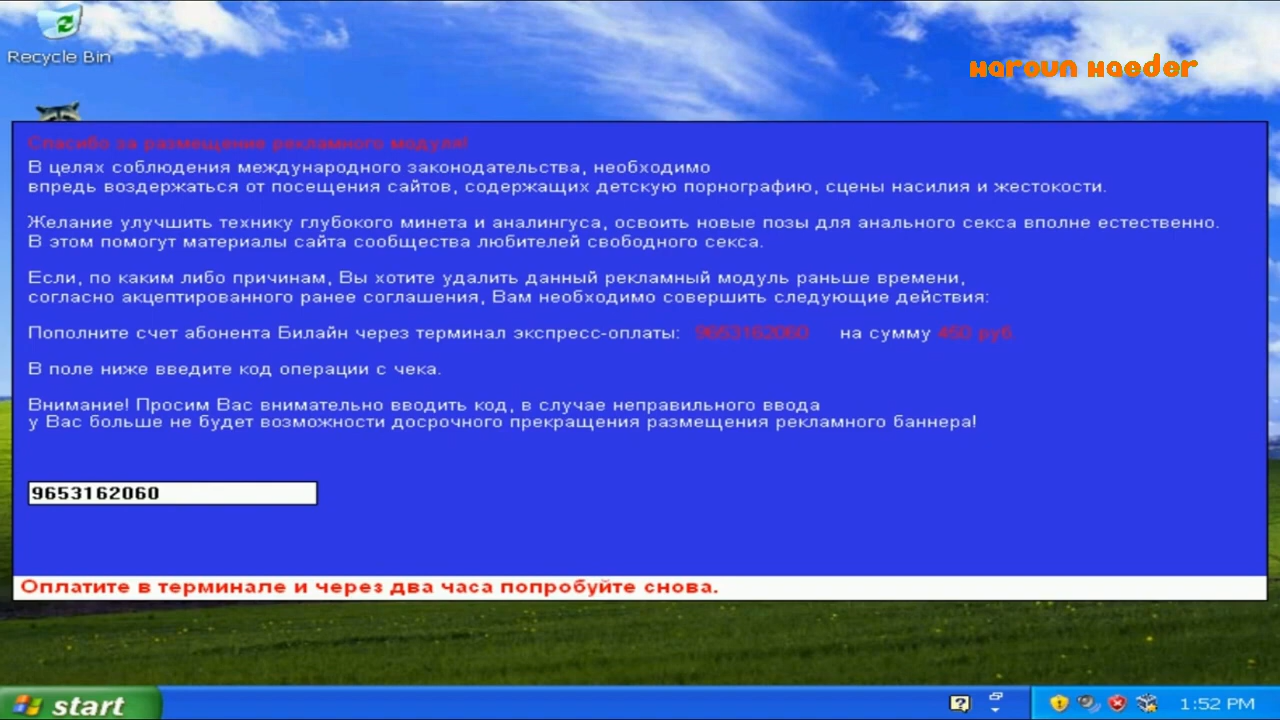 Recycle Bin
Haroun Haeder
Спасибо за размещение рекламного модуля!
В целях соблюдения международного законодательства, необходимо
впредь воздержаться от посещения сайтов, содержащих детскую порнографию, сцены насилия и жестокости.
Желание улучшить технику глубокого минета и аналингуса, освоить новые позы для анального секса вполне естественно.
В этом помогут материалы сайта сообщества любителей свободного секса.
Если, по каким либо причинам, Вы хотите удалить данный рекламный модуль раньше времени,
согласно акцептированного ранее соглашения, Вам необходимо совершить следующие действия:
Пополните счет абонента Билайн через терминал экспресс-оплаты: 9653162060 на сумму 450 руб
В поле ниже введите код операции с чека.
Внимание! Просим Вас внимательно вводить код, в случае неправильного ввода
у Вас больше не будет возможности досрочного прекращения размещения рекламного баннера!
9653162060
Оплатите в терминале и через два часа попробуйте снова.
start
1:52 PM